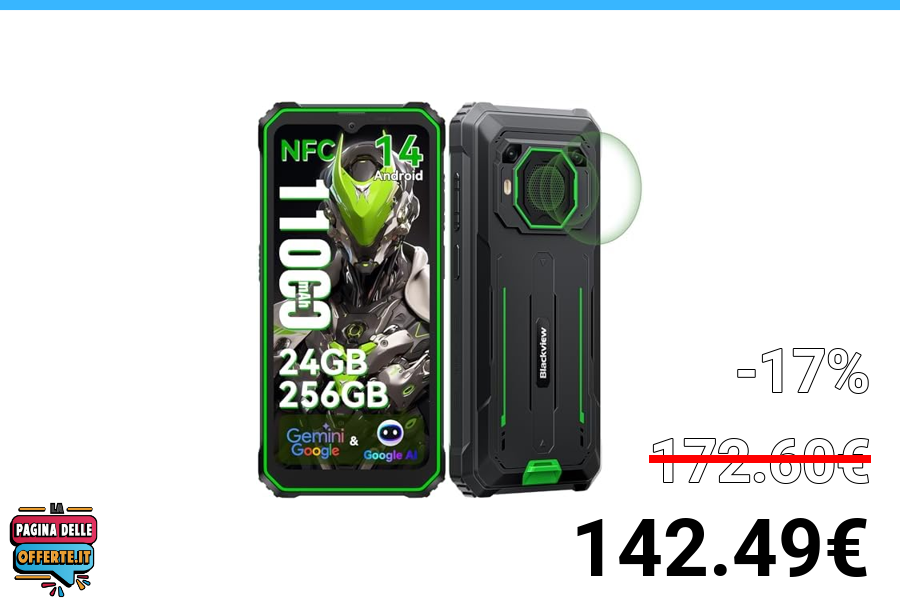 NFC
14
Android
11000
mAh
24GB
256GB
Gemini
Google
&
Google AI
Blackview
-17%
172.60€
142.49€
LA
PAGINA DELLE
OFFERTE.IT